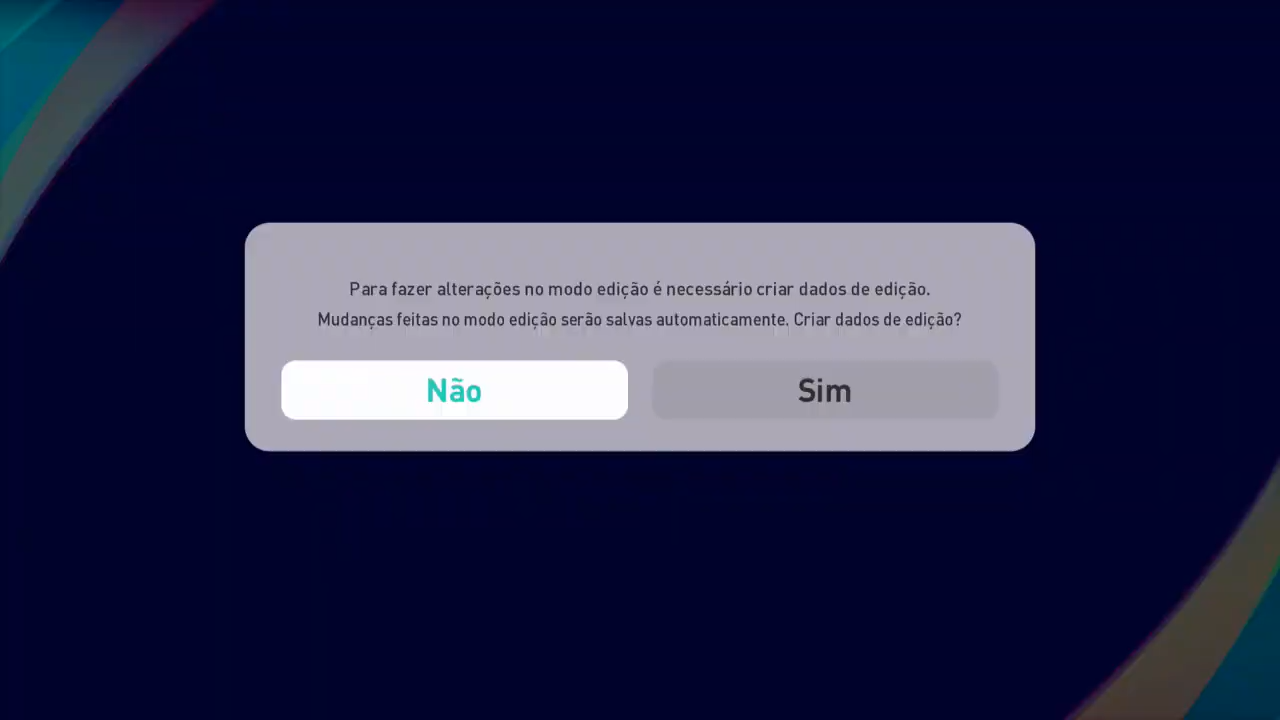 Para fazer alterações no modo edição é necessário criar dados de edição.
Mudanças feitas no modo edição serão salvas automaticamente. Criar dados de edição?
Não
Sim